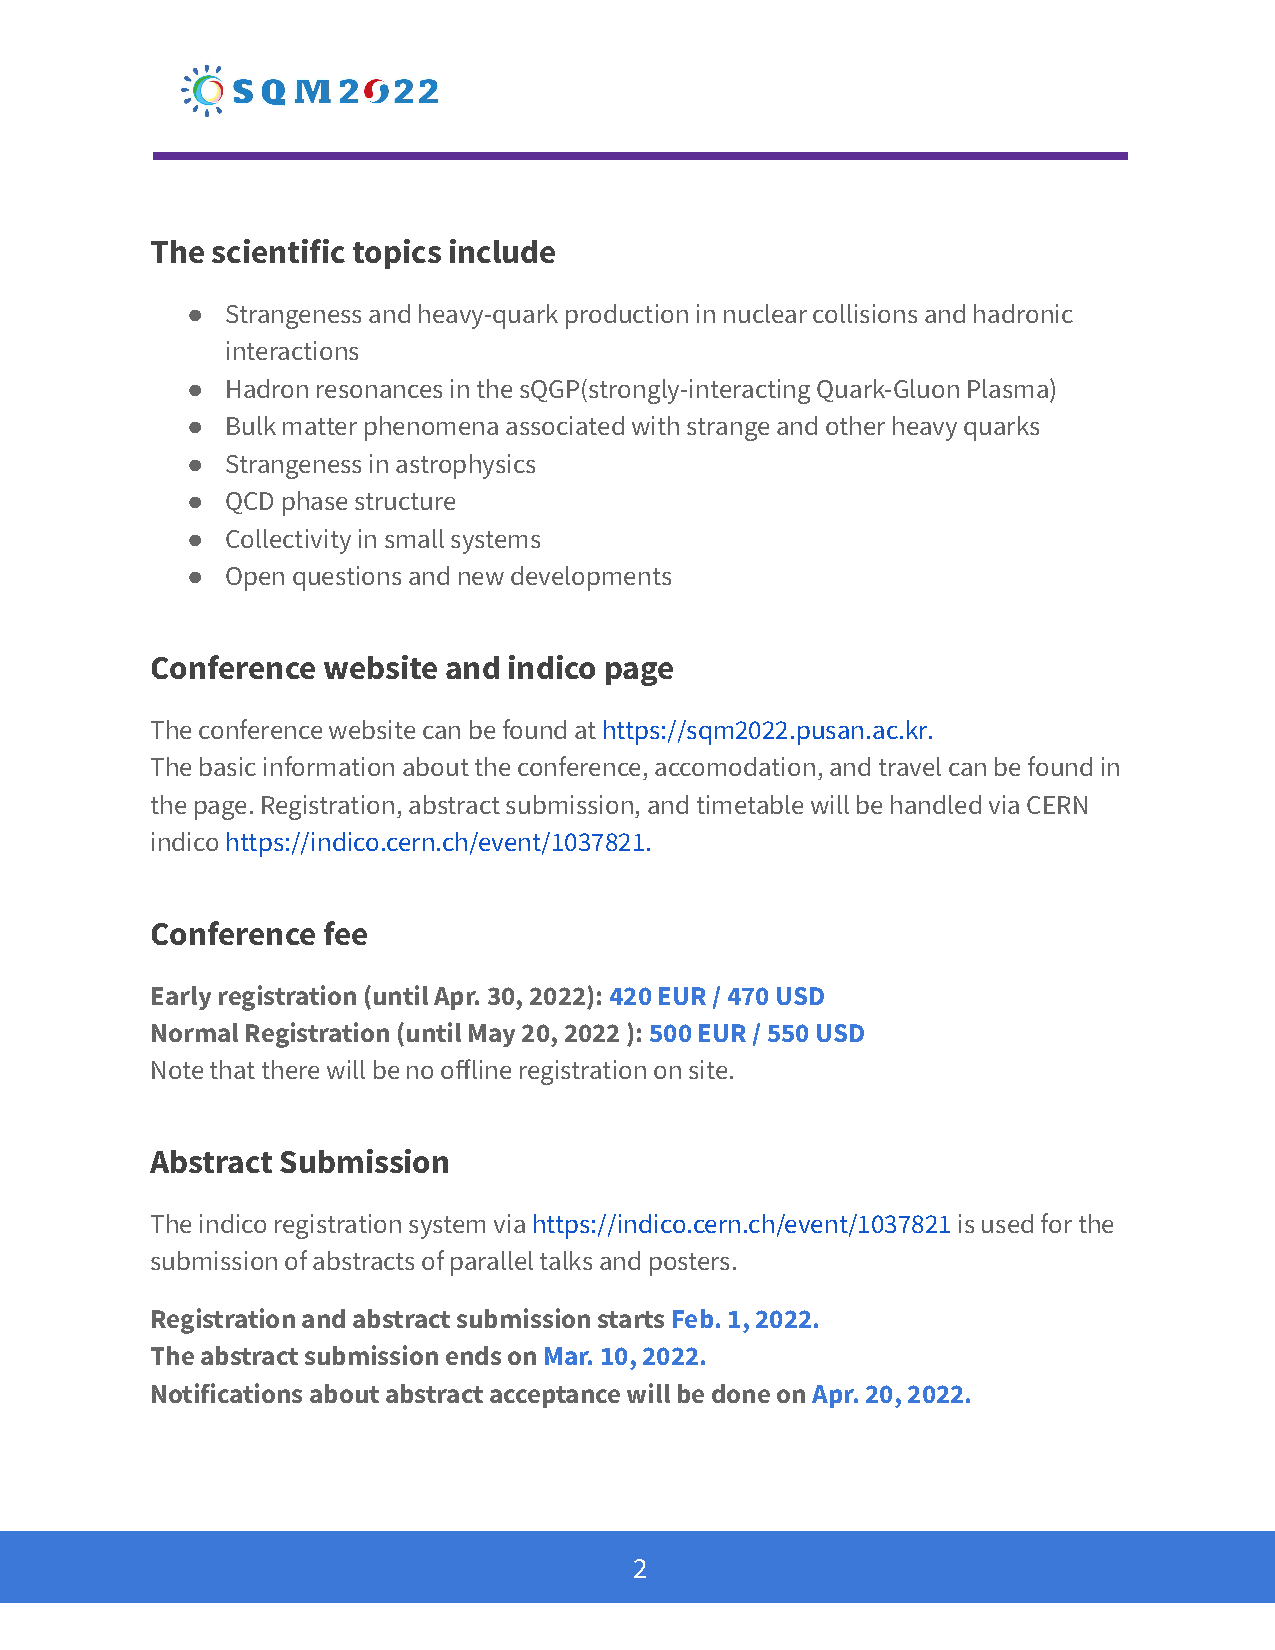 SQM2022
The scientific topics include
● Strangeness and heavy-quark production in nuclear collisions and hadronic
interactions
● Hadron resonances in the sQGP(strongly-interacting Quark-Gluon Plasma)
● Bulk matter phenomena associated with strange and other heavy quarks
● Strangeness in astrophysics
● QCD phase structure
● Collectivity in small systems
● Open questions and new developments
Conference website and indico page
The conference website can be found at https://sqm2022.pusan.ac.kr.
The basic information about the conference, accomodation, and travel can be found in
the page. Registration, abstract submission, and timetable will be handled via CERN
indico https://indico.cern.ch/event/1037821.
Conference fee
Early registration (until Apr. 30, 2022): 420 EUR / 470 USD
Normal Registration (until May 20, 2022 ): 500 EUR / 550 USD
Note that there will be no offline registration on site.
Abstract Submission
The indico registration system via https://indico.cern.ch/event/1037821 is used for the
submission of abstracts of parallel talks and posters.
Registration and abstract submission starts Feb. 1, 2022.
The abstract submission ends on Mar. 10, 2022.
Notifications about abstract acceptance will be done on Apr. 20, 2022.
2